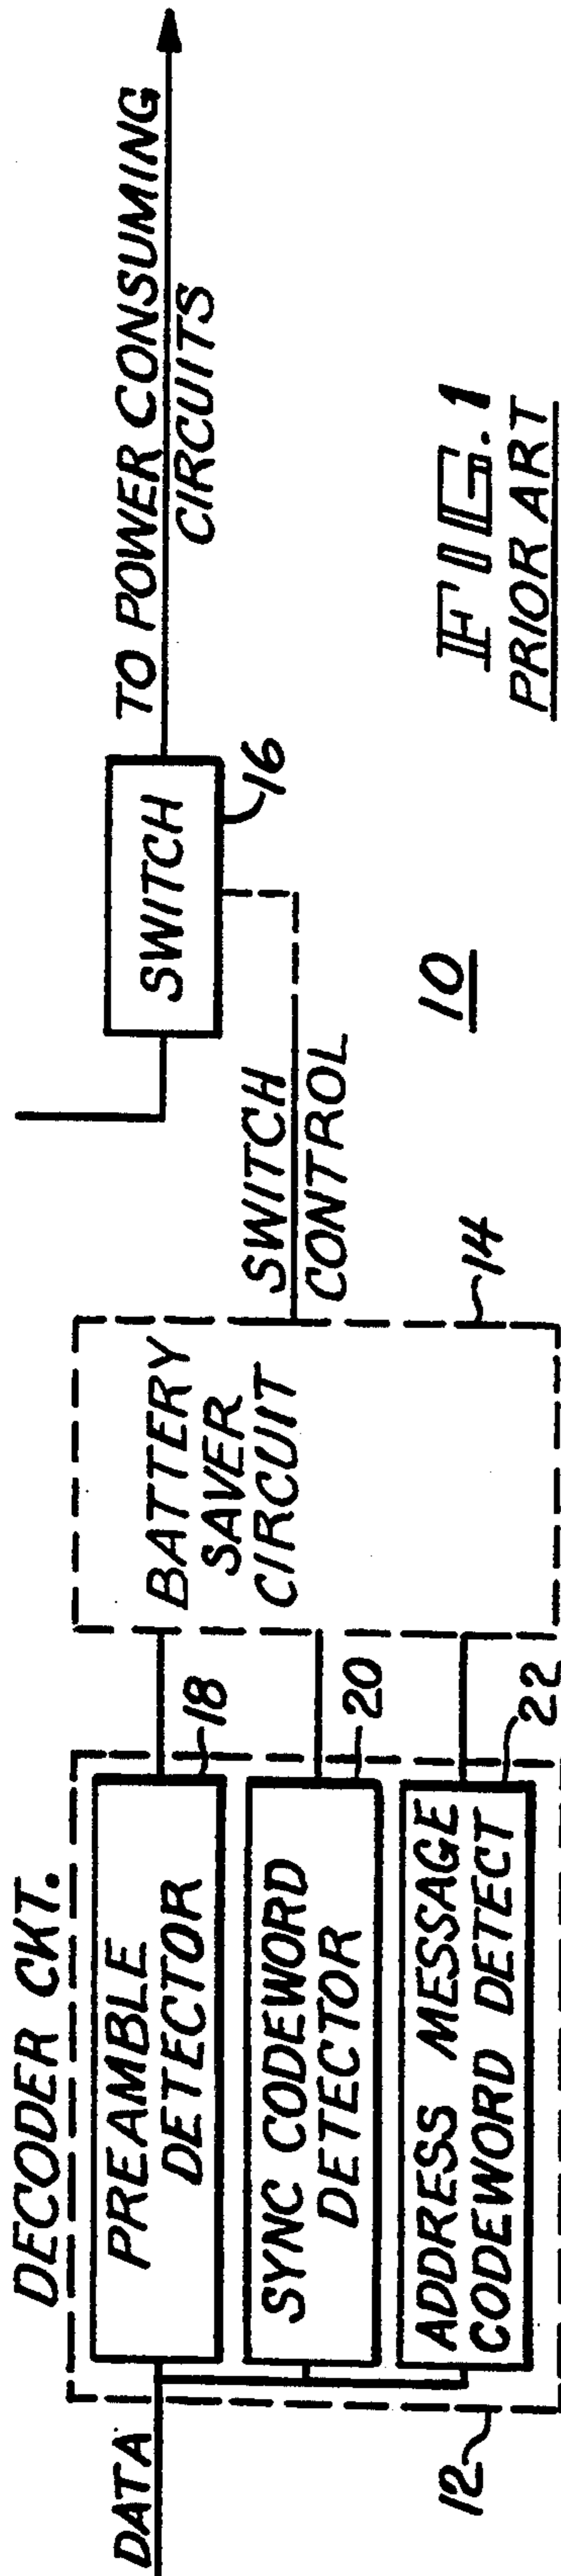 DECODER CKT.
DATA
PREAMBLE
DETECTOR
18
SYNC CODEWORD
DETECTOR
20
ADDRESS MESSAGE
CODEWORD DETECT
22
12
BATTERY
SAVER
CIRCUIT
14
SWITCH
CONTROL
SWITCH
16
TO POWER CONSUMING
CIRCUITS
10
FIG.1
PRIOR ART